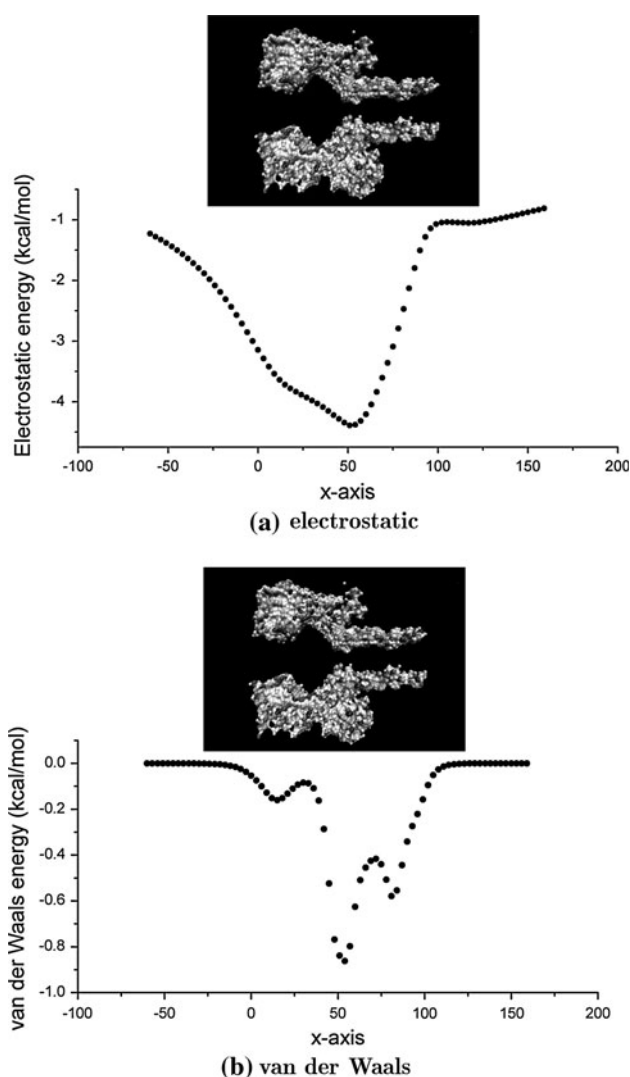 Electrostatic energy (kcal/mol)
-1
-2
-3
-4
-100 -50 0 50 100 150 200
x-axis
(a) electrostatic
van der Waals energy (kcal/mol)
0.0
-0.2
-0.4
-0.6
-0.8
-1.0
-100 -50 0 50 100 150 200
x-axis
(b) van der Waals